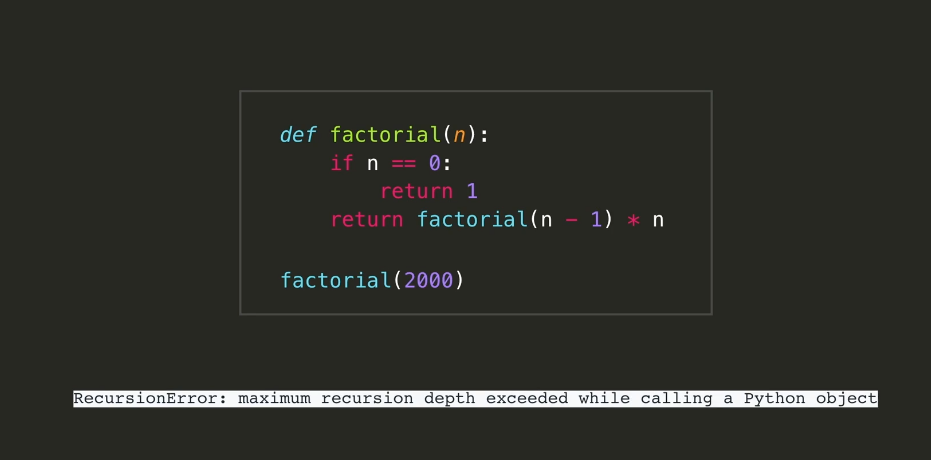 def factorial(n):
    if n == 0:
        return 1
    return factorial(n - 1) * n
factorial(2000)
RecursionError: maximum recursion depth exceeded while calling a Python object